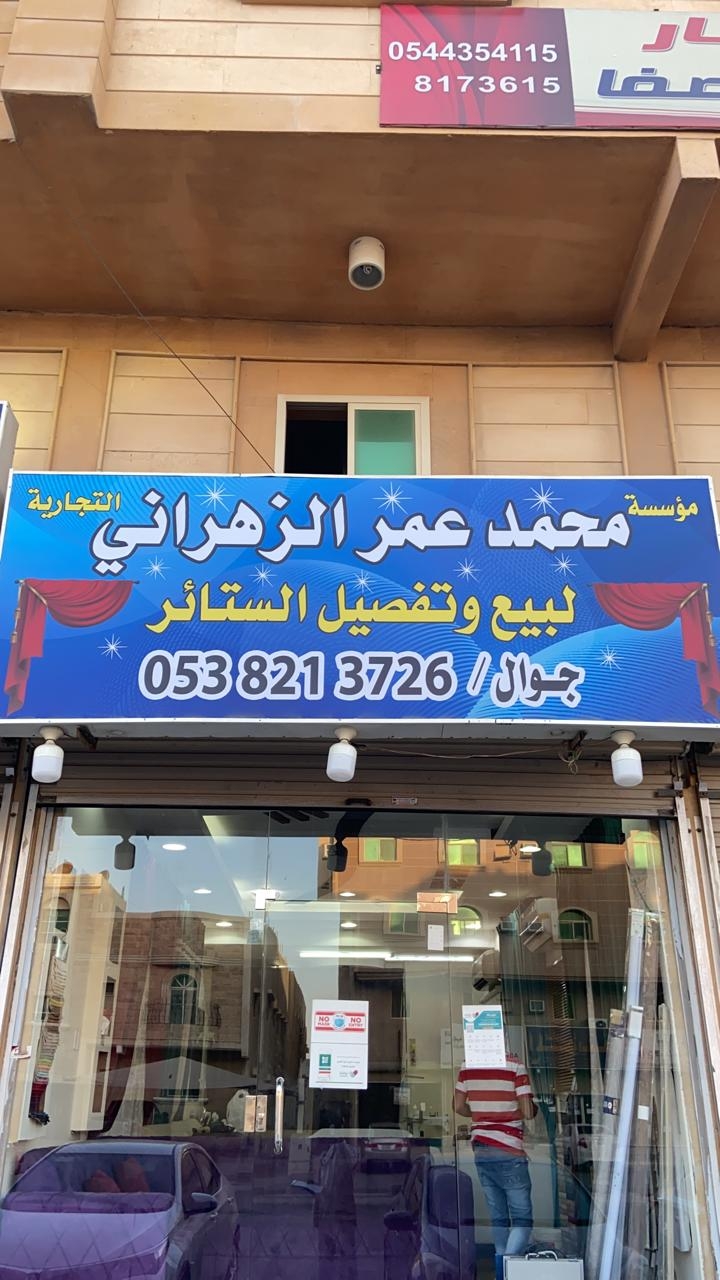 0544354115
8173615
مؤسسة محمد عمر الزهراني التجارية
لبيع وتفصيل الستائر
جوال / 053 821 3726
NO MASK NO ENTRY